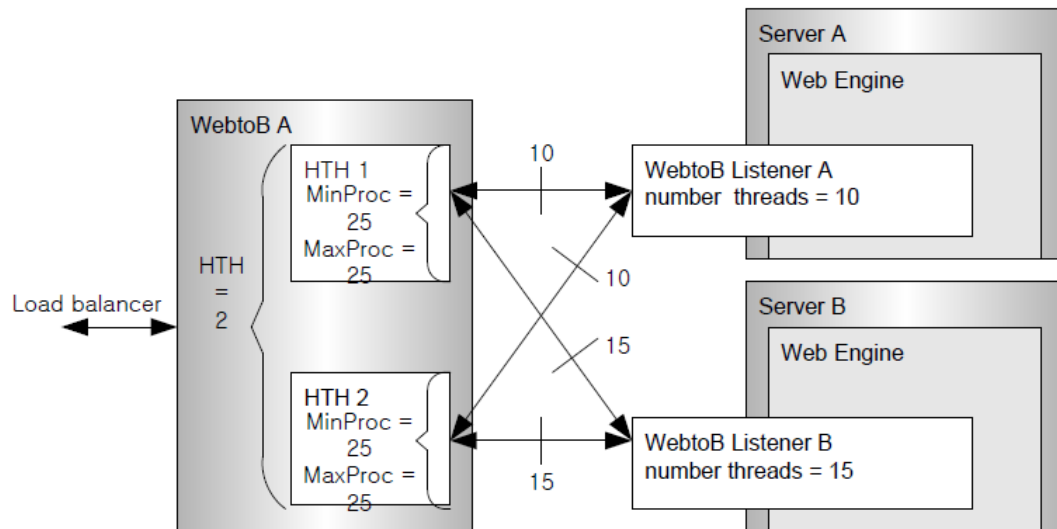 Server A
Web Engine
WebtoB A
HTH 1
MinProc =
25
MaxProc =
25
10
WebtoB Listener A
number threads = 10
HTH
=
2
10
Load balancer
Server B
15
Web Engine
HTH 2
MinProc =
25
MaxProc =
25
15
WebtoB Listener B
number threads = 15